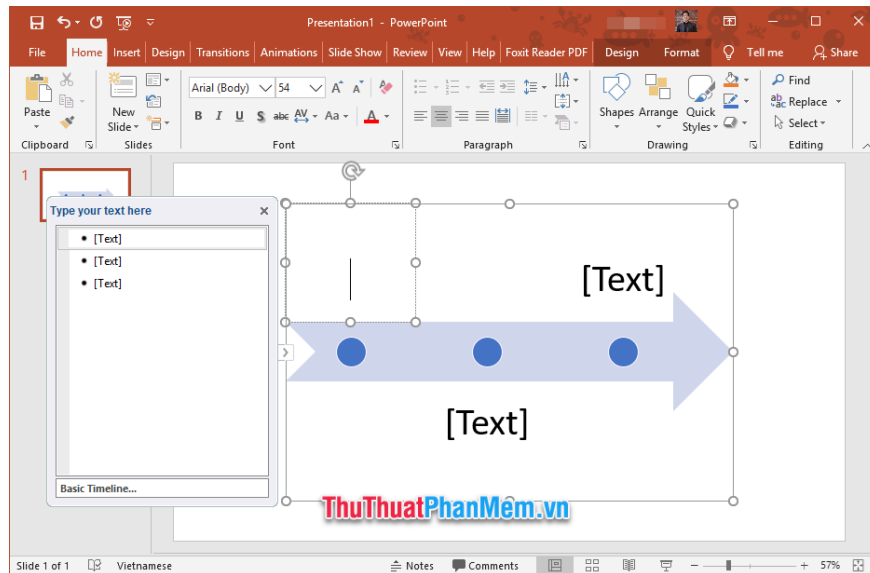 Presentation1 - PowerPoint
File Home Insert Design Transitions Animations Slide Show Review View Help Foxit Reader PDF Design Format Tell me Share
Paste
New Slide
Arial (Body) 54 A A
B I U S abc AV Aa A
Shapes Arrange Quick Styles
Find
Replace
Select
Clipboard Slides Font Paragraph Drawing Editing
1
Type your text here
[Text]
[Text]
[Text]
Basic Timeline...
[Text]
[Text]
ThuThuatPhanMem.vn
Slide 1 of 1 Vietnamese Notes Comments 57%